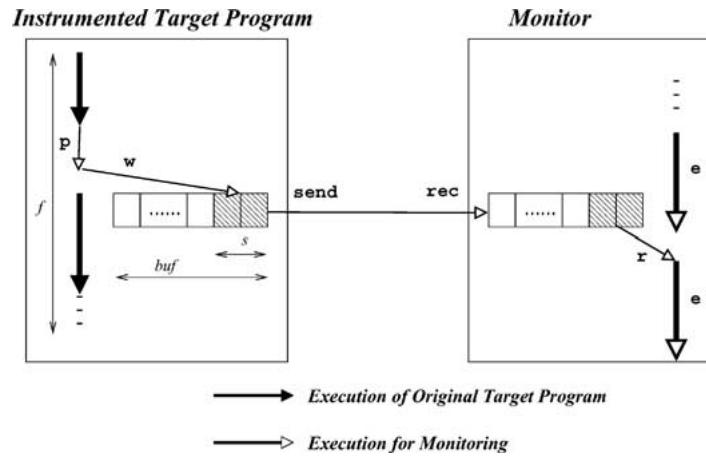 Instrumented Target Program
Monitor
p
w
f
......
s
buf
send
rec
......
e
r
e
Execution of Original Target Program
Execution for Monitoring